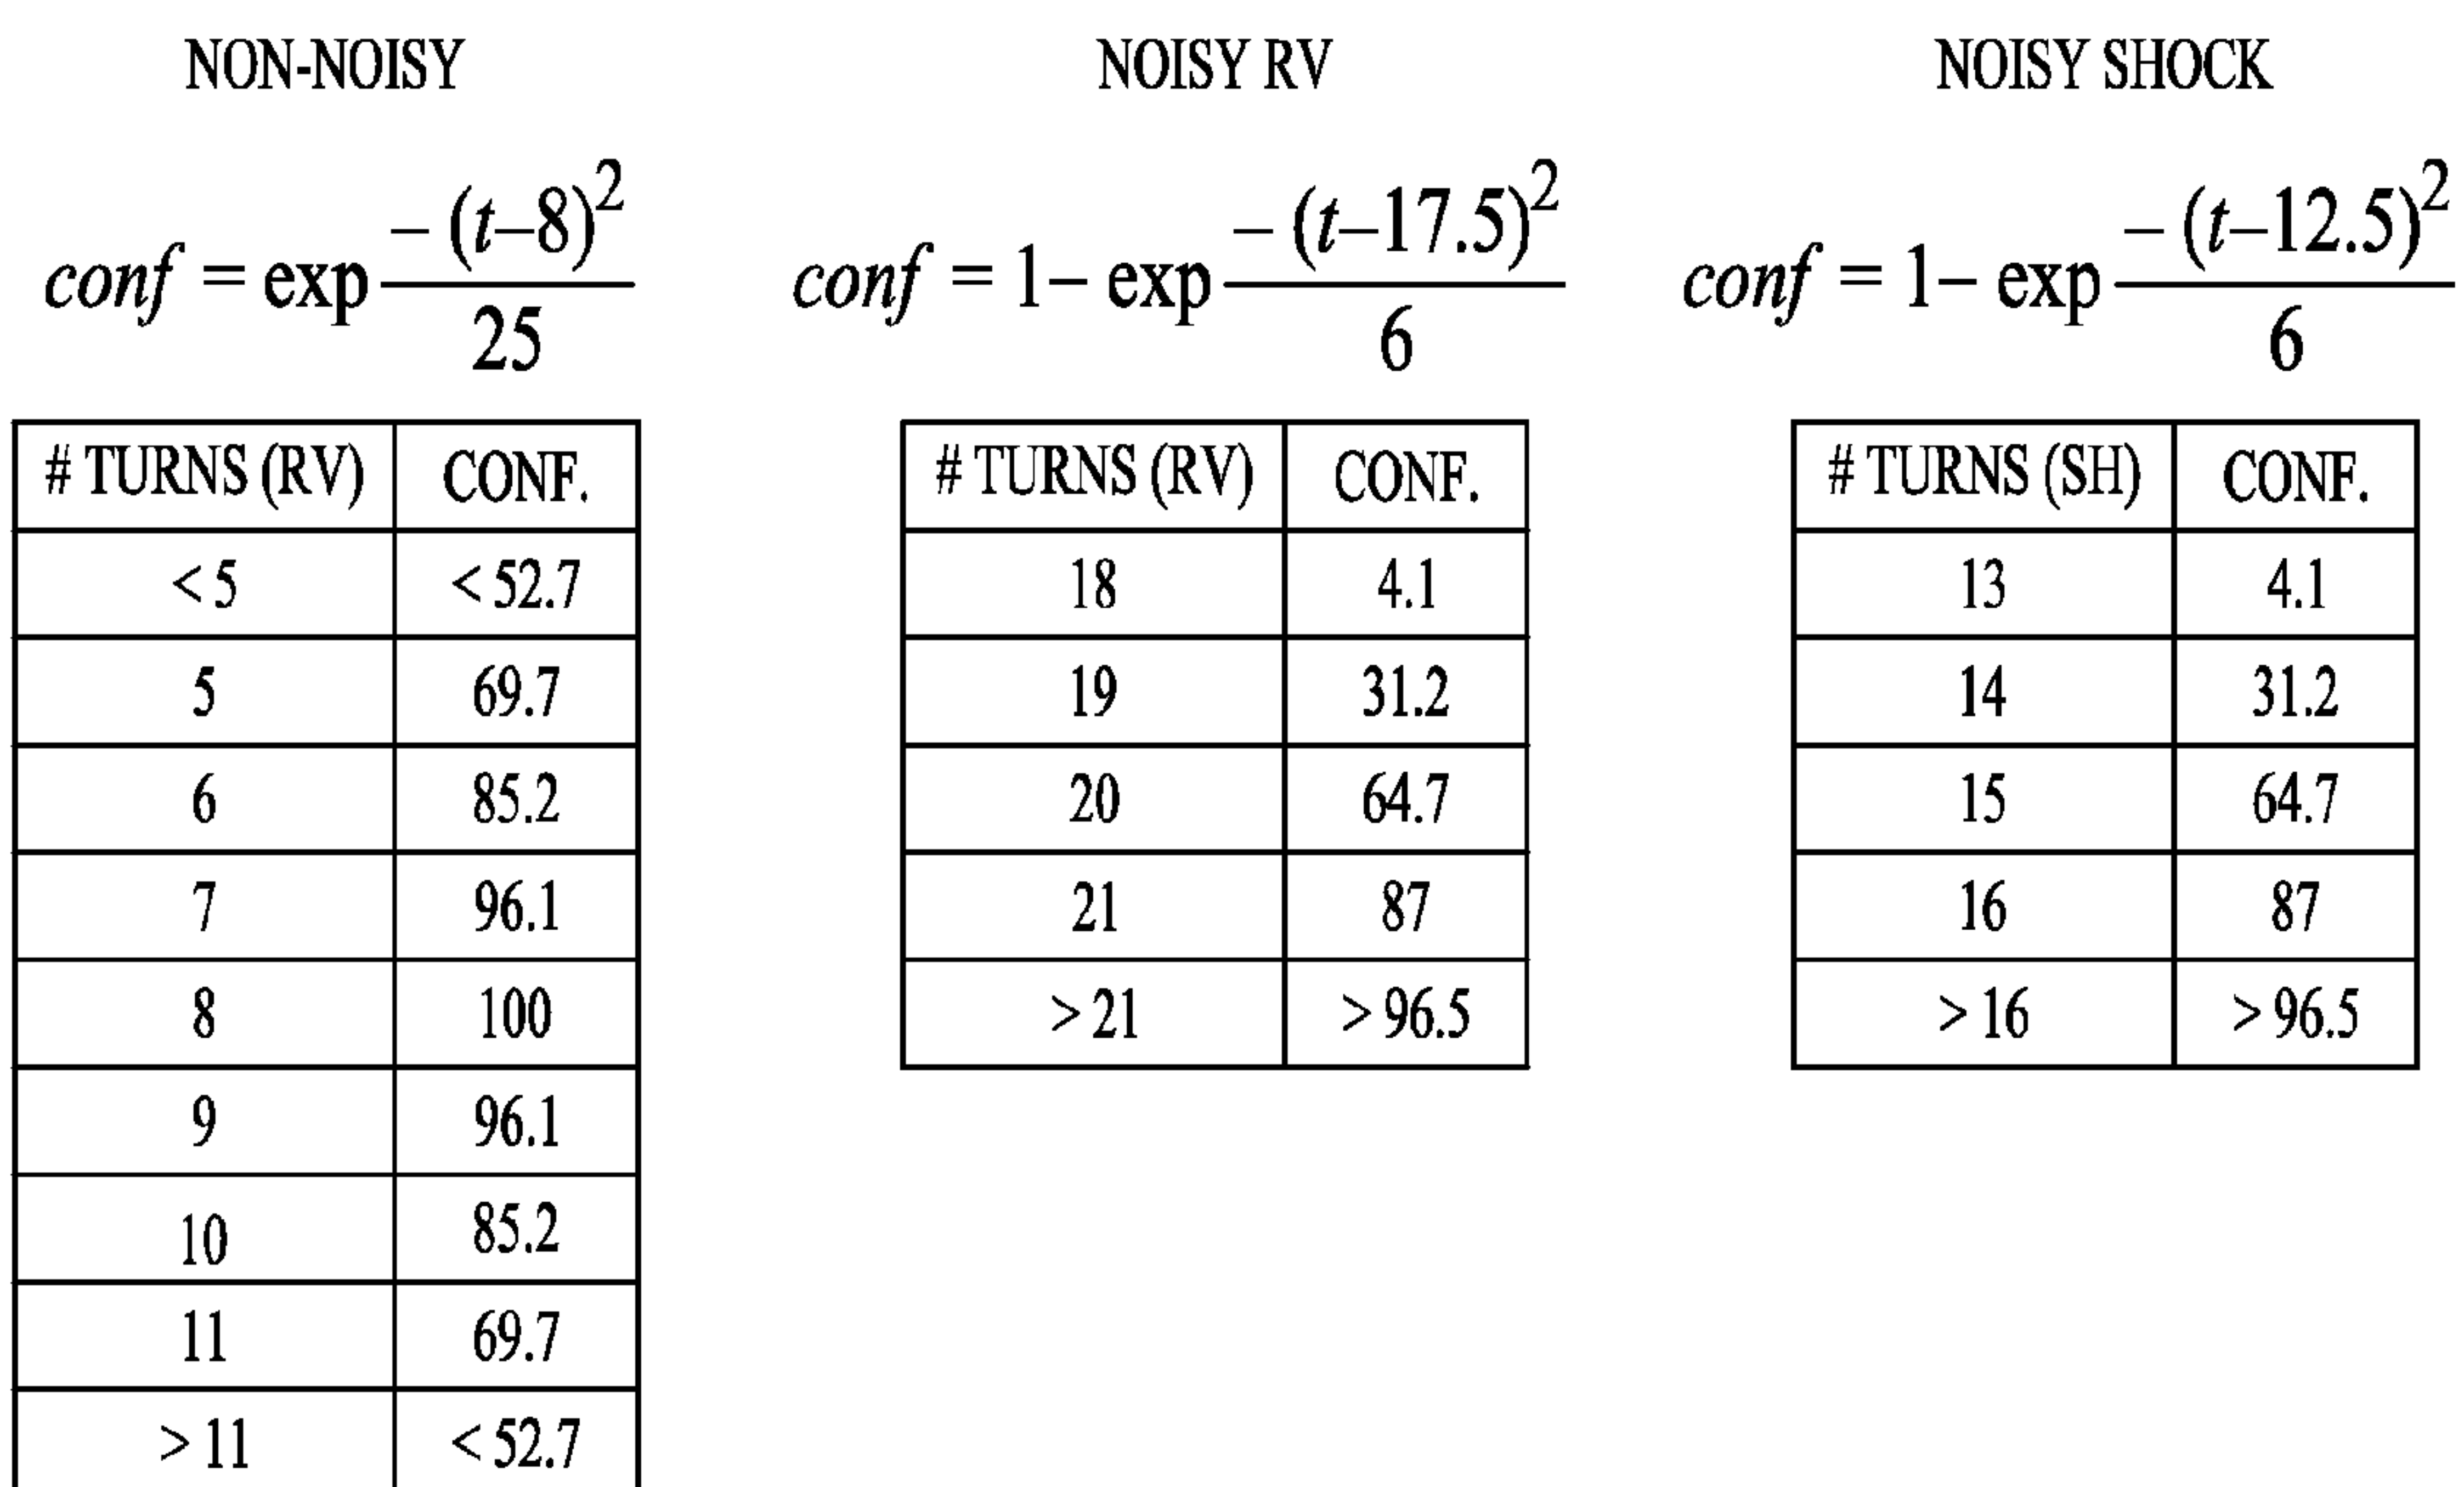 NON-NOISY
conf = exp –(t–8)²/25
# TURNS (RV) CONF.
< 5 < 52.7
5 69.7
6 85.2
7 96.1
8 100
9 96.1
10 85.2
11 69.7
> 11 < 52.7
NOISY RV
conf = 1– exp –(t–17.5)²/6
# TURNS (RV) CONF.
18 4.1
19 31.2
20 64.7
21 87
> 21 > 96.5
NOISY SHOCK
conf = 1– exp –(t–12.5)²/6
# TURNS (SH) CONF.
13 4.1
14 31.2
15 64.7
16 87
> 16 > 96.5